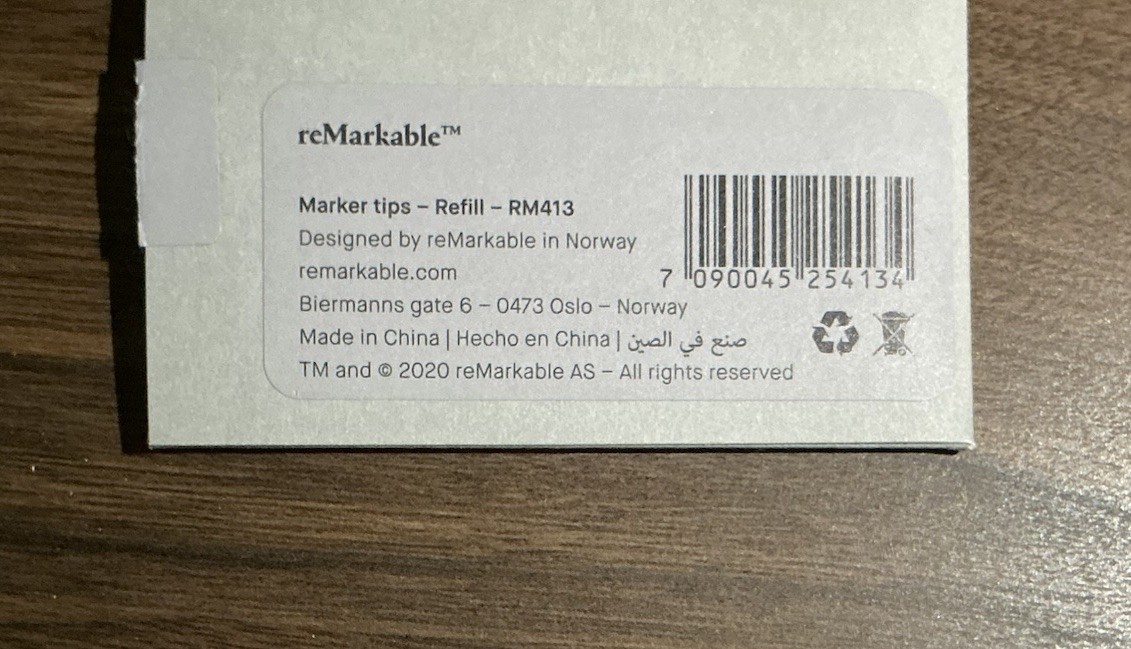 reMarkable™
Marker tips – Refill – RM413
Designed by reMarkable in Norway
remarkable.com
Biermanns gate 6 – 0473 Oslo – Norway
Made in China | Hecho en China | صنع في الصين
TM and © 2020 reMarkable AS – All rights reserved
7 090045 254134